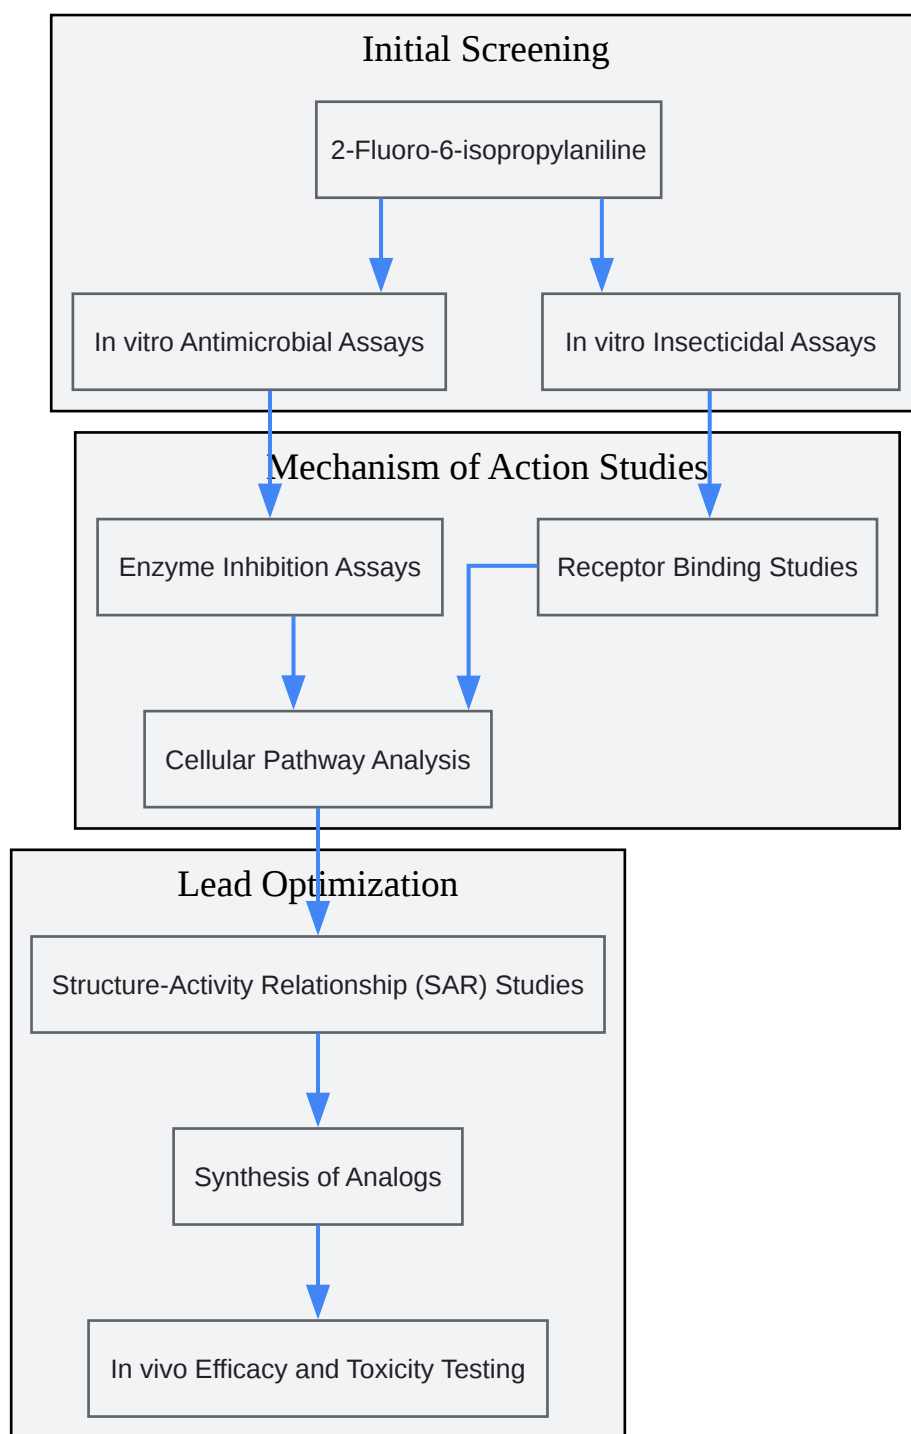 Initial Screening
2-Fluoro-6-isopropylaniline
In vitro Antimicrobial Assays
In vitro Insecticidal Assays
Mechanism of Action Studies
Enzyme Inhibition Assays
Receptor Binding Studies
Cellular Pathway Analysis
Lead Optimization
Structure-Activity Relationship (SAR) Studies
Synthesis of Analogs
In vivo Efficacy and Toxicity Testing